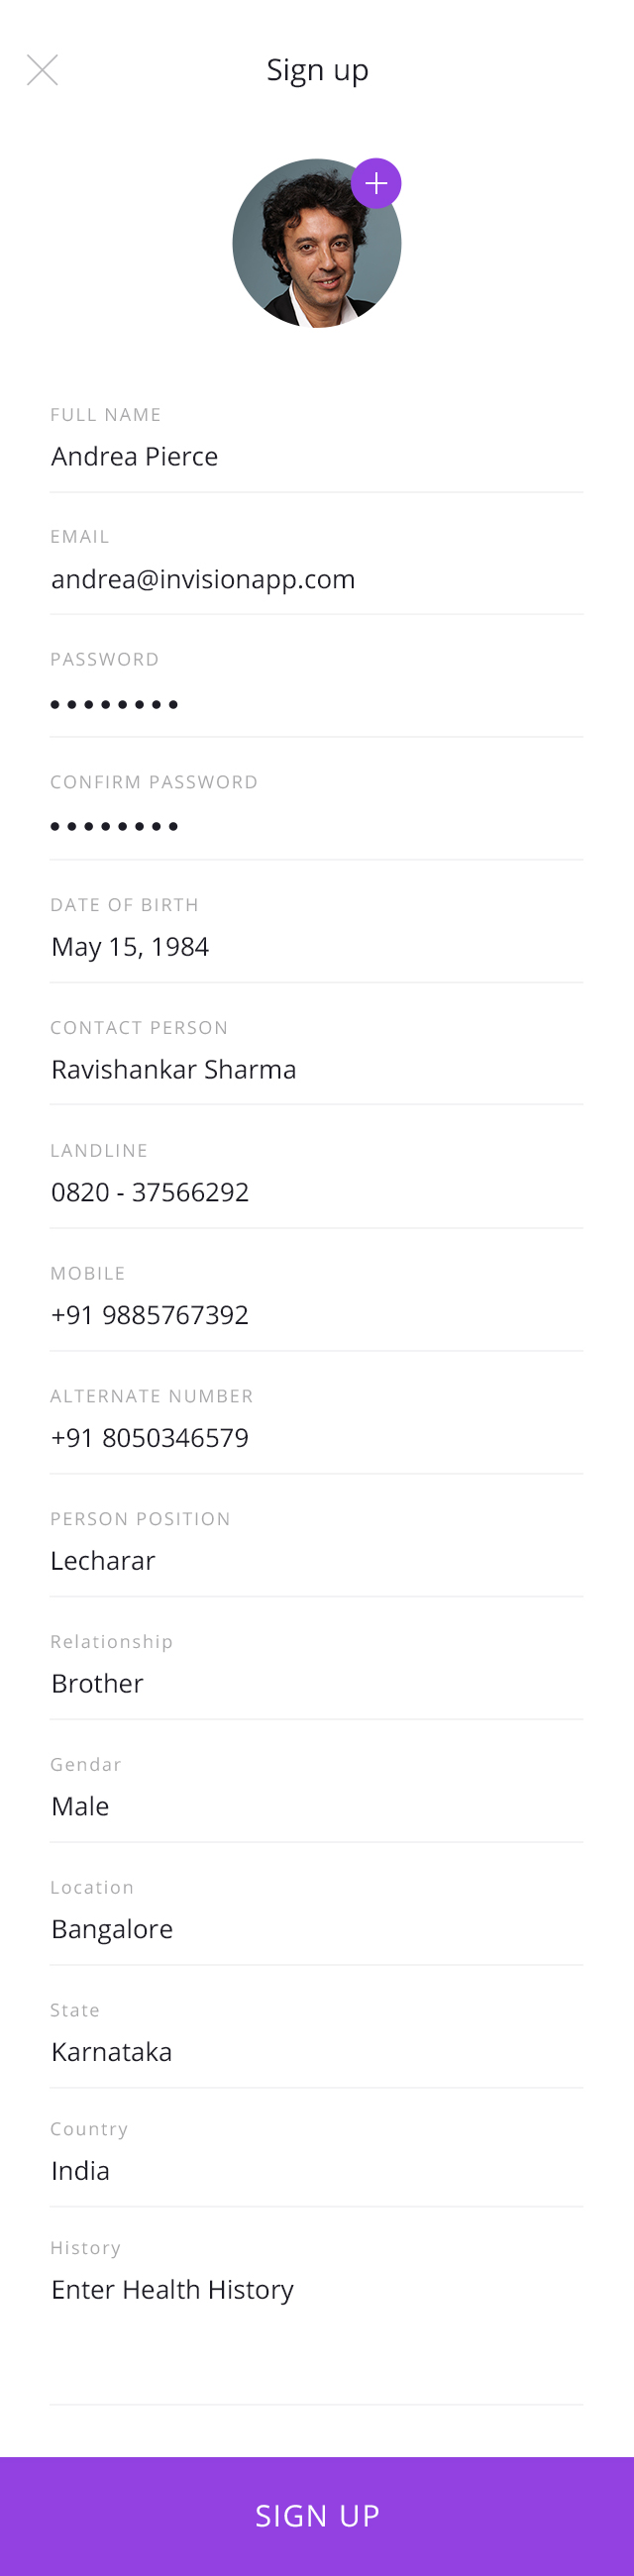 Sign up
FULL NAME
Andrea Pierce
EMAIL
andrea@invisionapp.com
PASSWORD
••••••••
CONFIRM PASSWORD
••••••••
DATE OF BIRTH
May 15, 1984
CONTACT PERSON
Ravishankar Sharma
LANDLINE
0820 - 37566292
MOBILE
+91 9885767392
ALTERNATE NUMBER
+91 8050346579
PERSON POSITION
Lecharar
Relationship
Brother
Gendar
Male
Location
Bangalore
State
Karnataka
Country
India
History
Enter Health History
SIGN UP